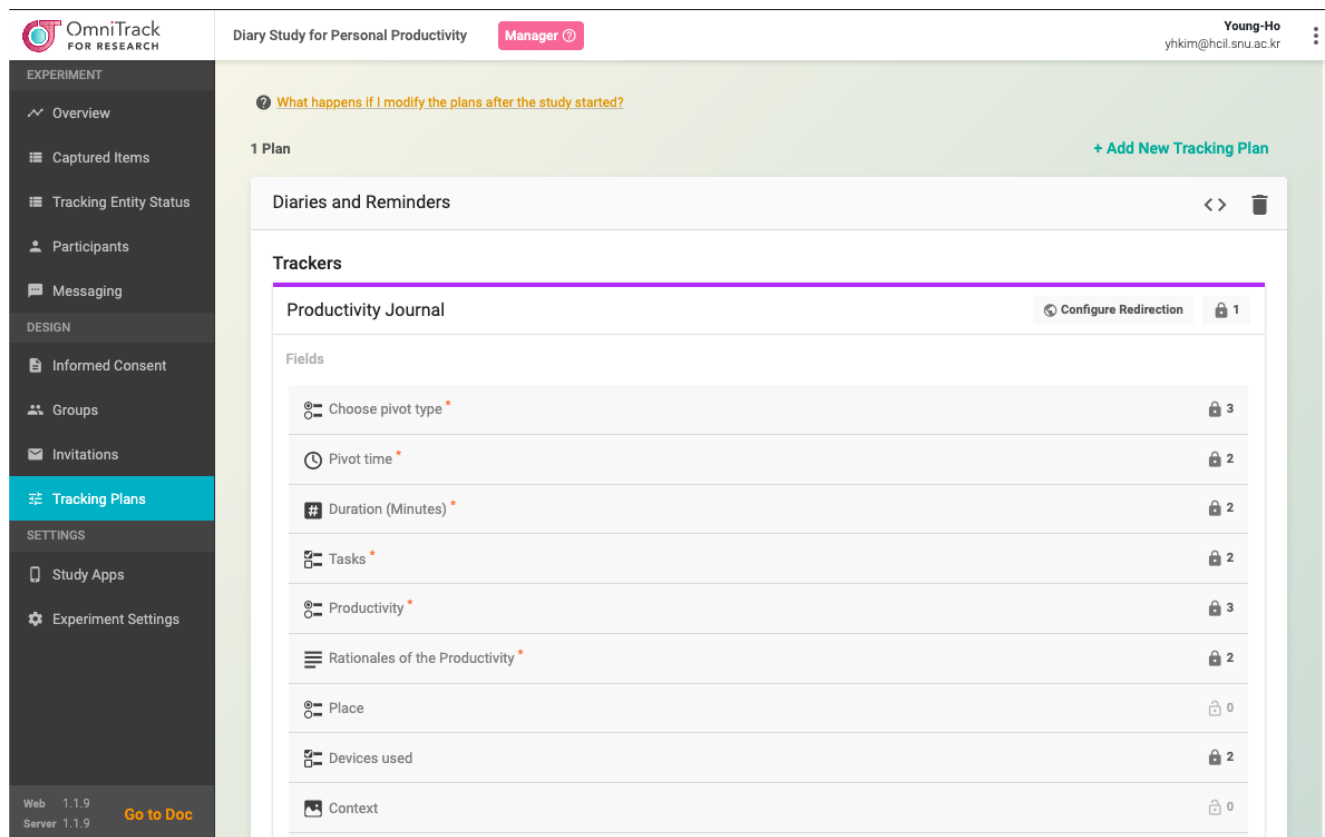 OmniTrack
FOR RESEARCH
Diary Study for Personal Productivity
Manager
Young-Ho
yhkim@hcil.snu.ac.kr
EXPERIMENT
Overview
Captured Items
Tracking Entity Status
Participants
Messaging
DESIGN
Informed Consent
Groups
Invitations
Tracking Plans
SETTINGS
Study Apps
Experiment Settings
Web 1.1.9
Server 1.1.9
Go to Doc
What happens if I modify the plans after the study started?
1 Plan
+ Add New Tracking Plan
Diaries and Reminders
Trackers
Productivity Journal
Configure Redirection
1
Fields
Choose pivot type * 3
Pivot time * 2
# Duration (Minutes) * 2
Tasks * 2
Productivity * 3
Rationales of the Productivity * 2
Place 0
Devices used 2
Context 0